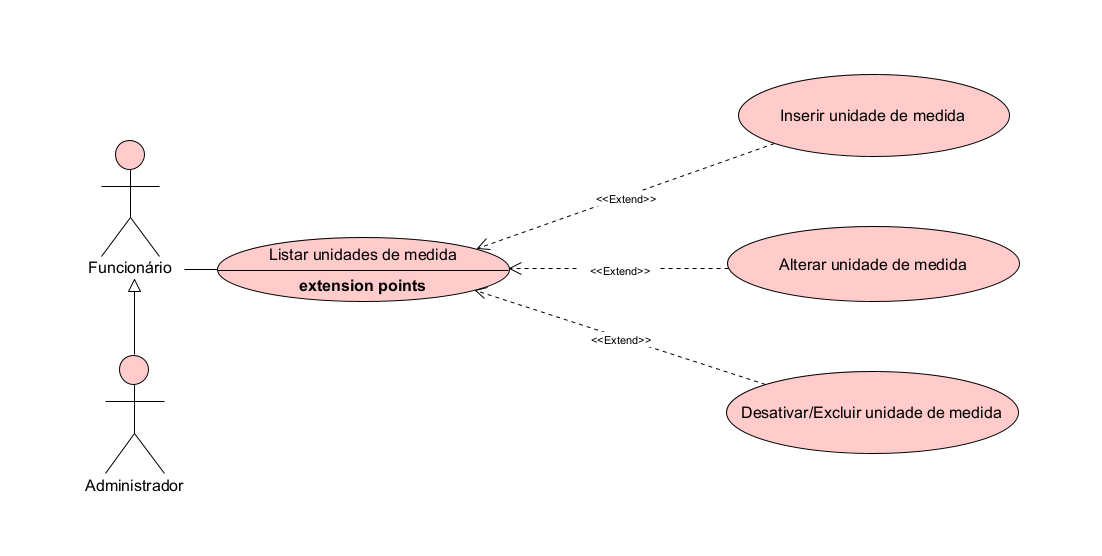 Inserir unidade de medida
<<Extend>>
Listar unidades de medida
extension points
Funcionário
<<Extend>>
Alterar unidade de medida
<<Extend>>
Desativar/Excluir unidade de medida
Administrador